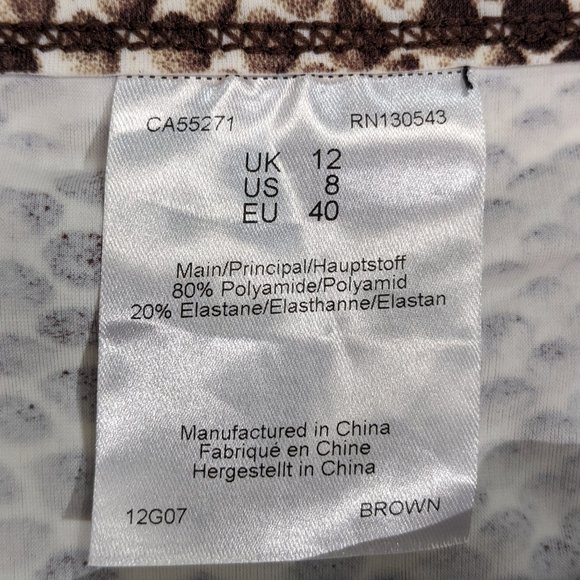 CA55271 RN130543
UK 12
US 8
EU 40
Main/Principal/Hauptstoff
80% Polyamide/Polyamid
20% Elastane/Elasthanne/Elastan
Manufactured in China
Fabriqué en Chine
Hergestellt in China
12G07 BROWN